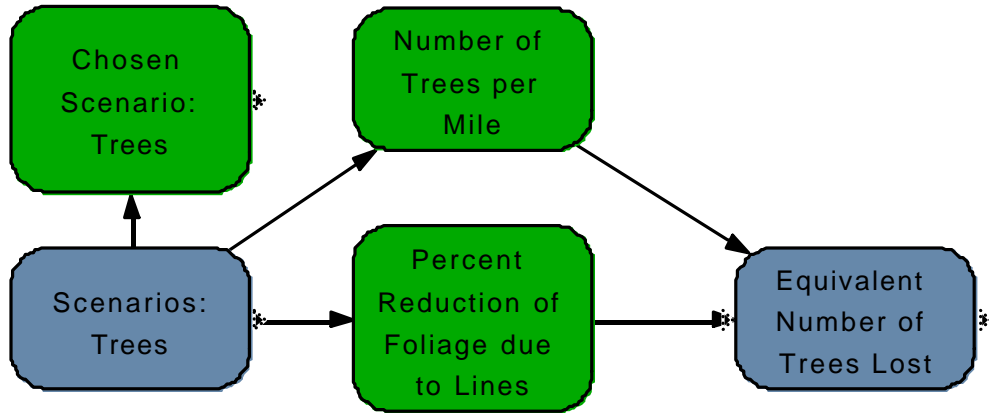 Chosen
Scenario:
Trees
Number of
Trees per
Mile
Scenarios:
Trees
Percent
Reduction of
Foliage due
to Lines
Equivalent
Number of
Trees Lost